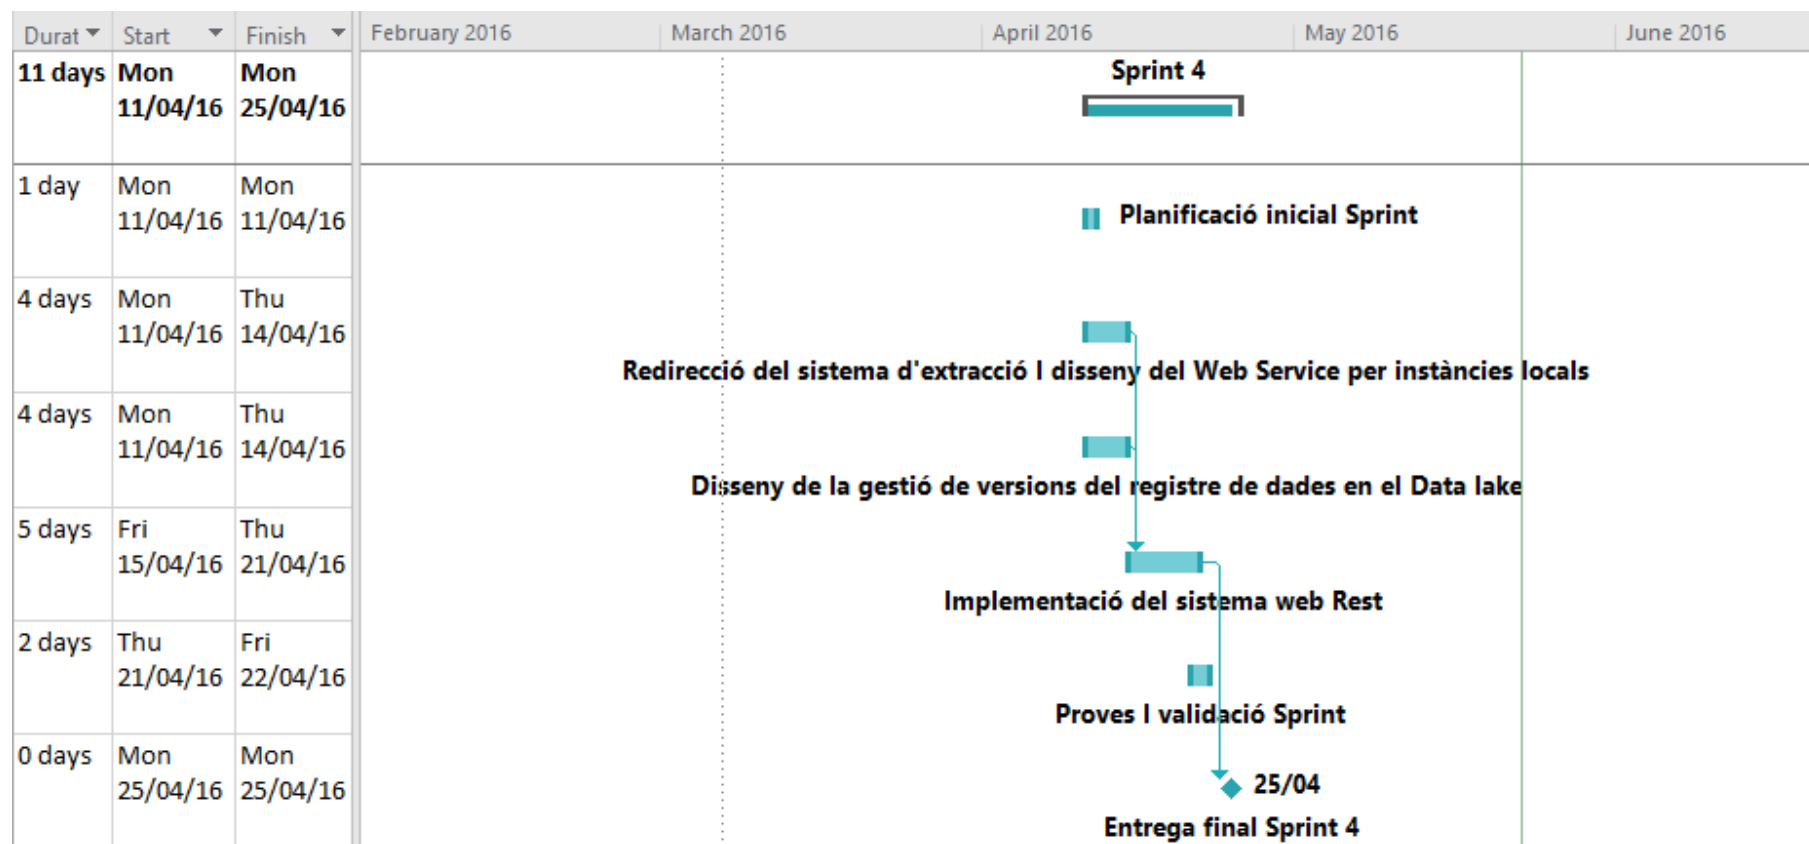 Durat Start Finish February 2016 March 2016 April 2016 May 2016 June 2016
11 days Mon Mon Sprint 4
11/04/16 25/04/16
1 day Mon Mon
11/04/16 11/04/16 Planificació inicial Sprint
4 days Mon Thu
11/04/16 14/04/16
Redirecció del sistema d'extracció I disseny del Web Service per instàncies locals
4 days Mon Thu
11/04/16 14/04/16
Disseny de la gestió de versions del registre de dades en el Data lake
5 days Fri Thu
15/04/16 21/04/16
Implementació del sistema web Rest
2 days Thu Fri
21/04/16 22/04/16
Proves I validació Sprint
0 days Mon Mon
25/04/16 25/04/16 25/04
Entrega final Sprint 4